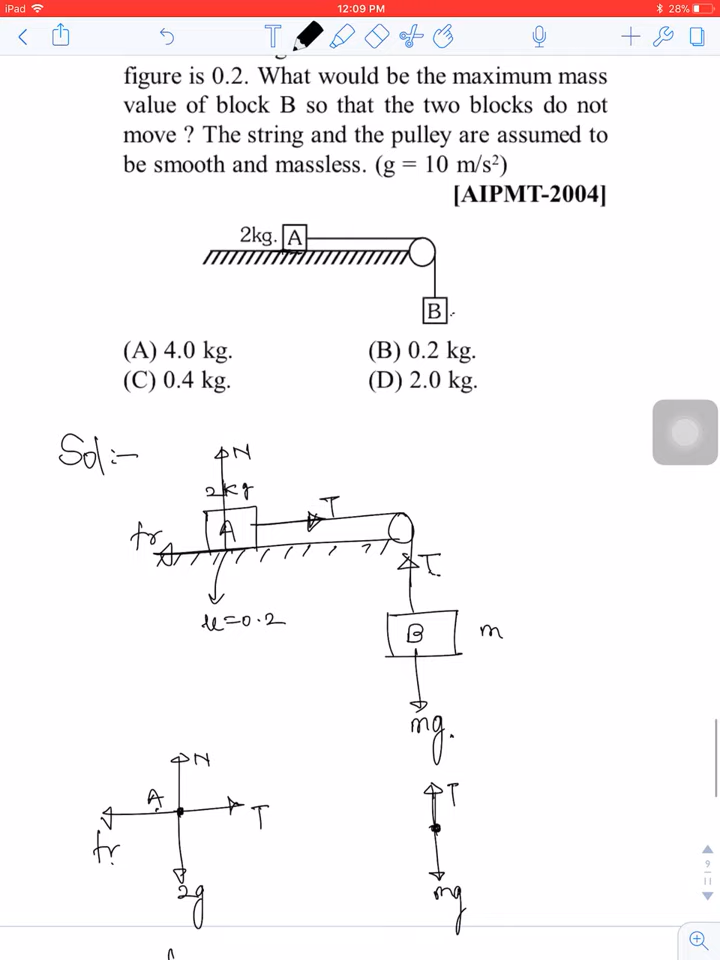 iPad 12:09 PM 28%
T
figure is 0.2. What would be the maximum mass
value of block B so that the two blocks do not
move ? The string and the pulley are assumed to
be smooth and massless. (g = 10 m/s²)
[AIPMT-2004]
2kg. A
B
(A) 4.0 kg. (B) 0.2 kg.
(C) 0.4 kg. (D) 2.0 kg.
Sol:-
N
2kg
T
fr A
T
μ=0.2
B m
mg.
N
T
A
T
fr
2g
mg
9
11